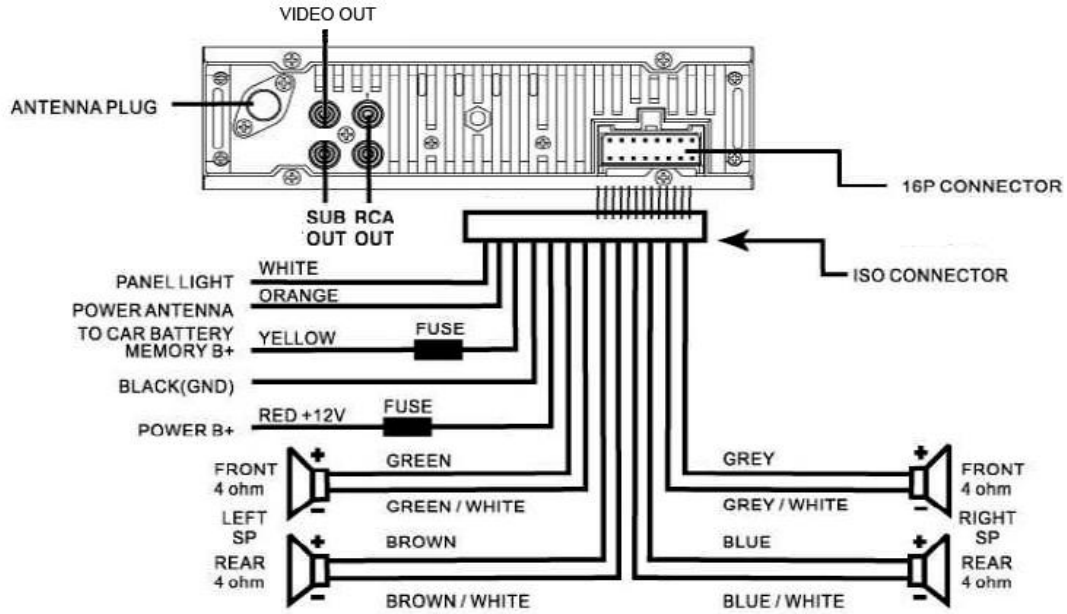 VIDEO OUT
ANTENNA PLUG
16P CONNECTOR
SUB RCA
OUT OUT
ISO CONNECTOR
PANEL LIGHT WHITE
POWER ANTENNA ORANGE
TO CAR BATTERY
MEMORY B+ YELLOW FUSE
BLACK(GND)
POWER B+ RED +12V FUSE
FRONT
4 ohm
+
-
GREEN
GREEN / WHITE
LEFT
SP
REAR
4 ohm
+
-
BROWN
BROWN / WHITE
GREY
GREY / WHITE
+
-
FRONT
4 ohm
RIGHT
SP
BLUE
BLUE / WHITE
+
-
REAR
4 ohm